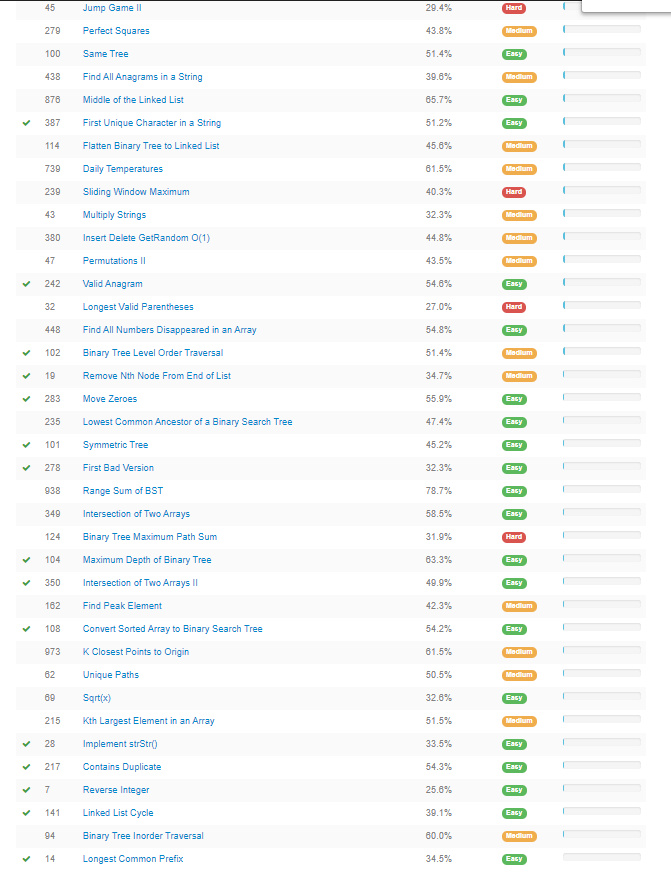 45 Jump Game II 29.4% Hard
279 Perfect Squares 43.8% Medium
100 Same Tree 51.4% Easy
438 Find All Anagrams in a String 39.6% Medium
876 Middle of the Linked List 65.7% Easy
387 First Unique Character in a String 51.2% Easy
114 Flatten Binary Tree to Linked List 45.6% Medium
739 Daily Temperatures 61.5% Medium
239 Sliding Window Maximum 40.3% Hard
43 Multiply Strings 32.3% Medium
380 Insert Delete GetRandom O(1) 44.8% Medium
47 Permutations II 43.5% Medium
242 Valid Anagram 54.6% Easy
32 Longest Valid Parentheses 27.0% Hard
448 Find All Numbers Disappeared in an Array 54.8% Easy
102 Binary Tree Level Order Traversal 51.4% Medium
19 Remove Nth Node From End of List 34.7% Medium
283 Move Zeroes 55.9% Easy
235 Lowest Common Ancestor of a Binary Search Tree 47.4% Easy
101 Symmetric Tree 45.2% Easy
278 First Bad Version 32.3% Easy
938 Range Sum of BST 78.7% Easy
349 Intersection of Two Arrays 58.5% Easy
124 Binary Tree Maximum Path Sum 31.9% Hard
104 Maximum Depth of Binary Tree 63.3% Easy
350 Intersection of Two Arrays II 49.9% Easy
162 Find Peak Element 42.3% Medium
108 Convert Sorted Array to Binary Search Tree 54.2% Easy
973 K Closest Points to Origin 61.5% Medium
62 Unique Paths 50.5% Medium
69 Sqrt(x) 32.6% Easy
215 Kth Largest Element in an Array 51.5% Medium
28 Implement strStr() 33.5% Easy
217 Contains Duplicate 54.3% Easy
7 Reverse Integer 25.6% Easy
141 Linked List Cycle 39.1% Easy
94 Binary Tree Inorder Traversal 60.0% Medium
14 Longest Common Prefix 34.5% Easy